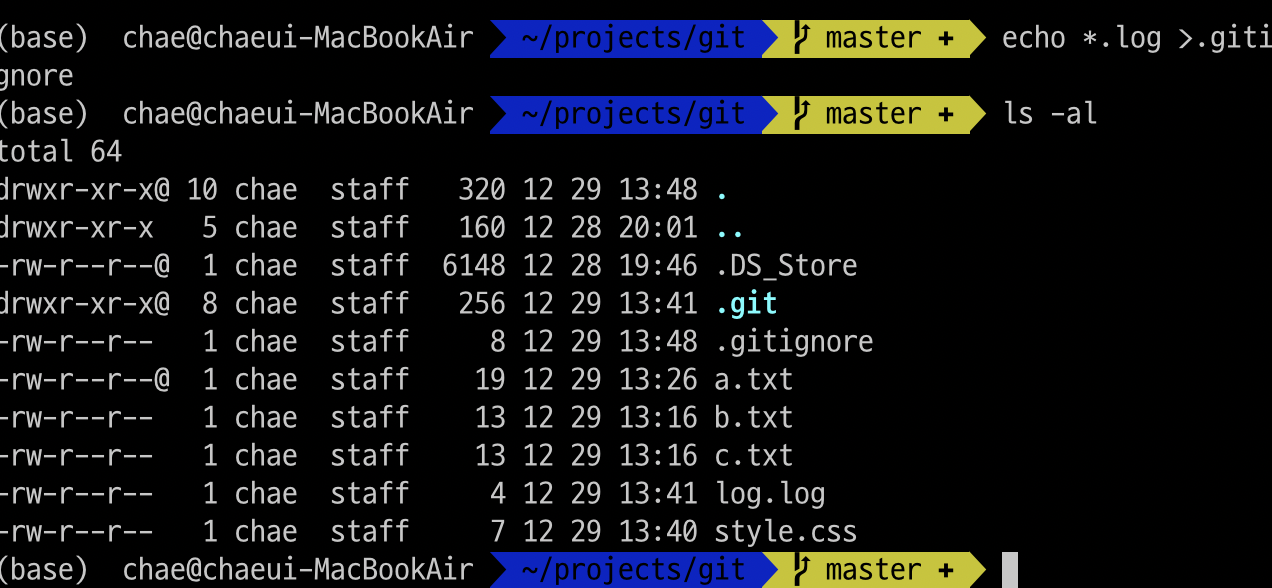 (base) chae@chaeui-MacBookAir ~/projects/git master + echo *.log >.giti
gnore
(base) chae@chaeui-MacBookAir ~/projects/git master + ls -al
total 64
drwxr-xr-x@ 10 chae staff 320 12 29 13:48 .
drwxr-xr-x 5 chae staff 160 12 28 20:01 ..
-rw-r--r--@ 1 chae staff 6148 12 28 19:46 .DS_Store
drwxr-xr-x@ 8 chae staff 256 12 29 13:41 .git
-rw-r--r-- 1 chae staff 8 12 29 13:48 .gitignore
-rw-r--r--@ 1 chae staff 19 12 29 13:26 a.txt
-rw-r--r-- 1 chae staff 13 12 29 13:16 b.txt
-rw-r--r-- 1 chae staff 13 12 29 13:16 c.txt
-rw-r--r-- 1 chae staff 4 12 29 13:41 log.log
-rw-r--r-- 1 chae staff 7 12 29 13:40 style.css
(base) chae@chaeui-MacBookAir ~/projects/git master +